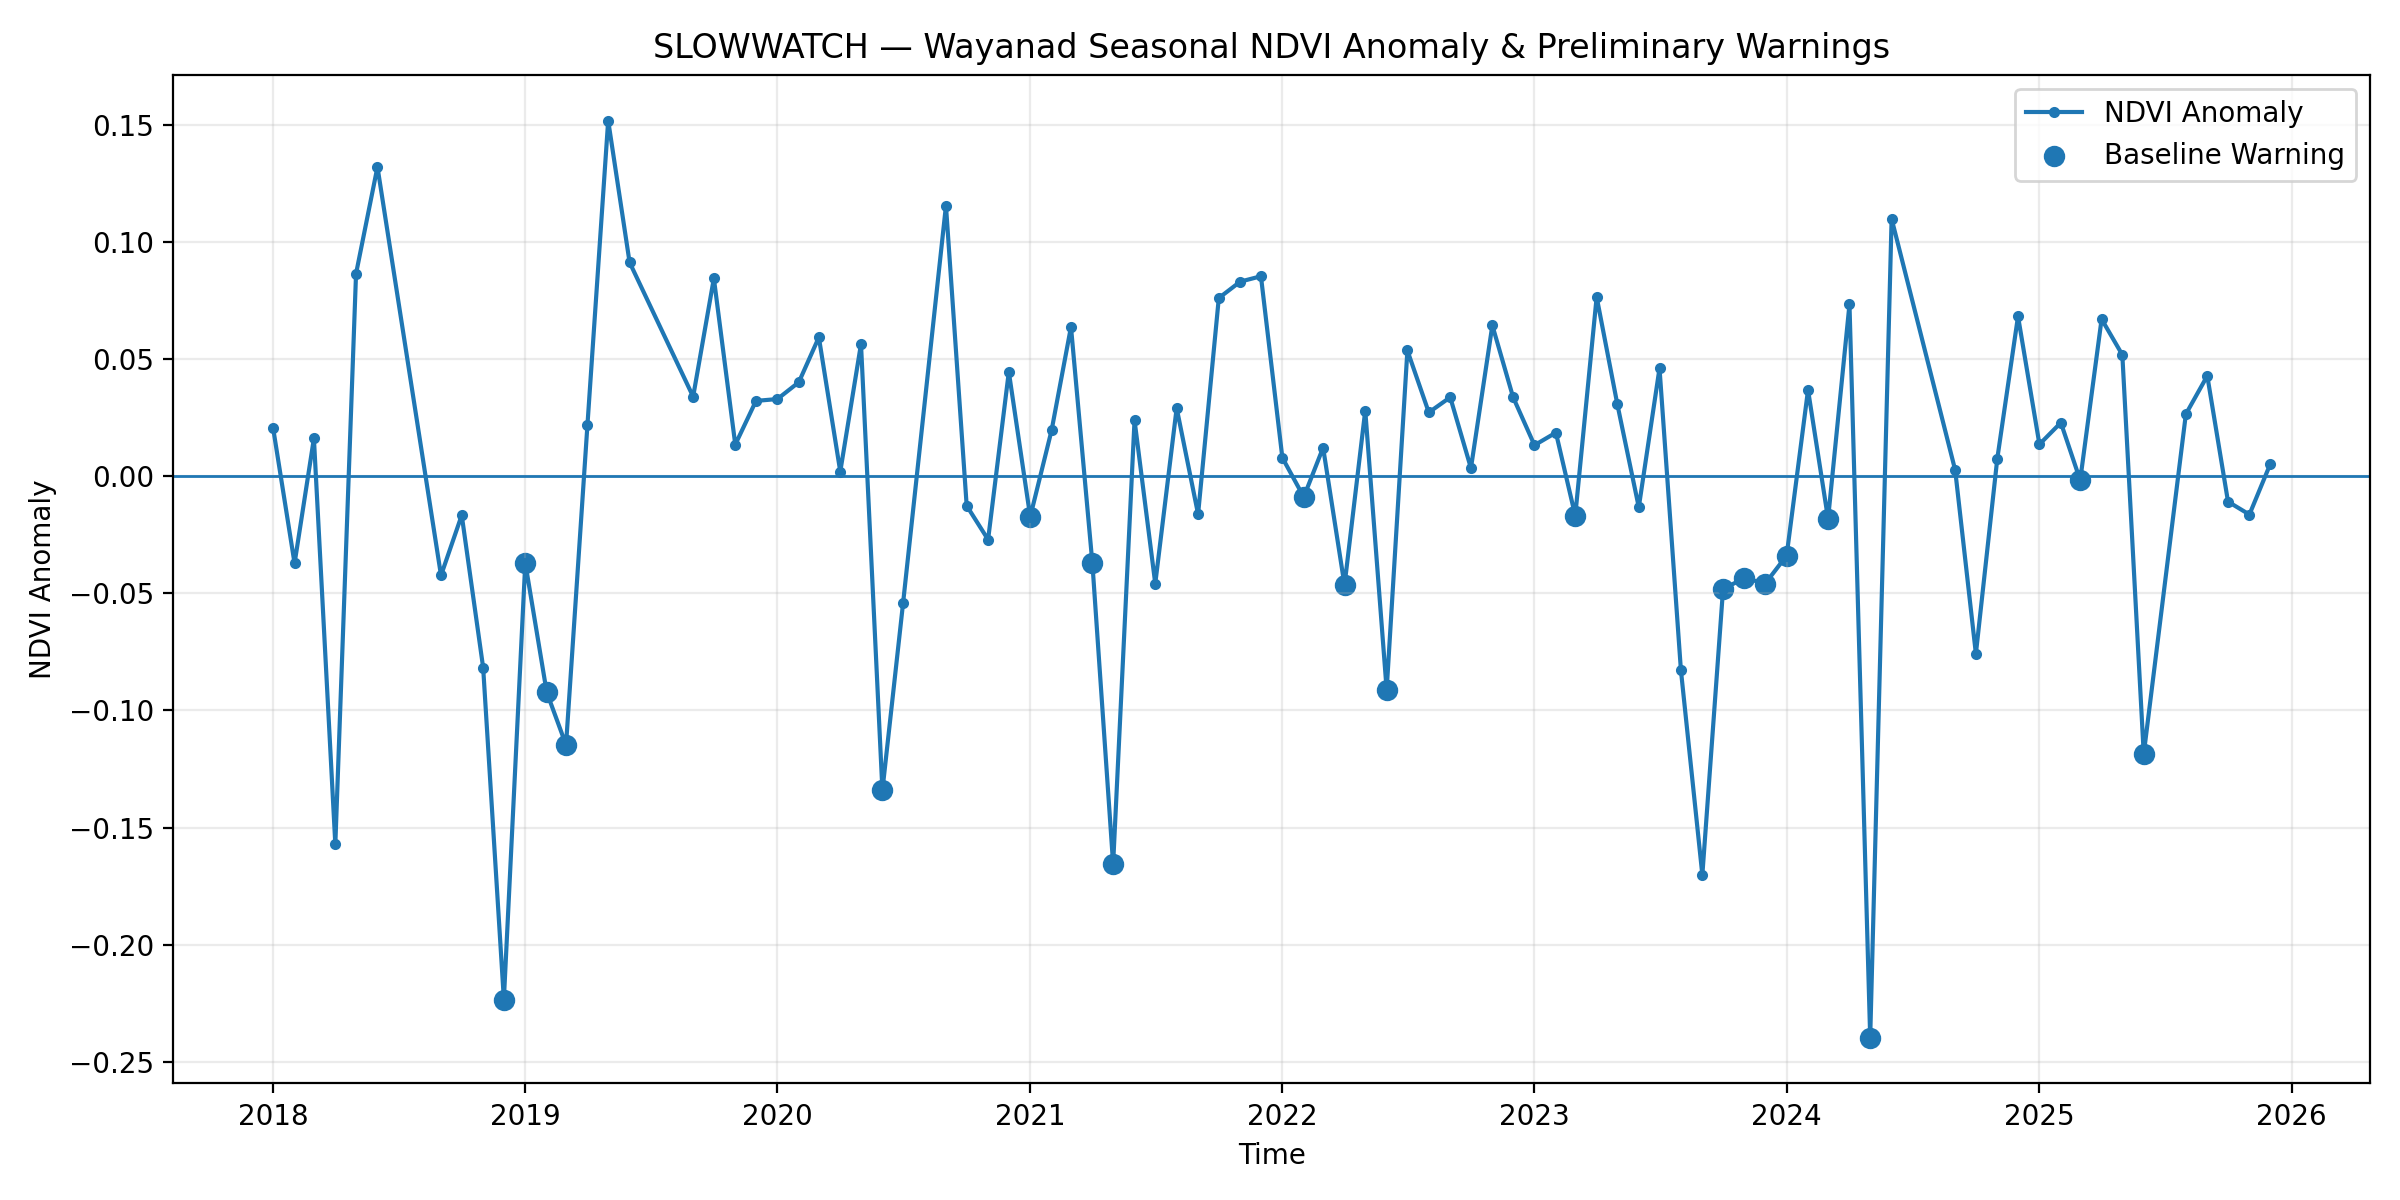 SLOWWATCH — Wayanad Seasonal NDVI Anomaly & Preliminary Warnings
NDVI Anomaly
Baseline Warning
NDVI Anomaly
0.15
0.10
0.05
0.00
−0.05
−0.10
−0.15
−0.20
−0.25
2018 2019 2020 2021 2022 2023 2024 2025 2026
Time